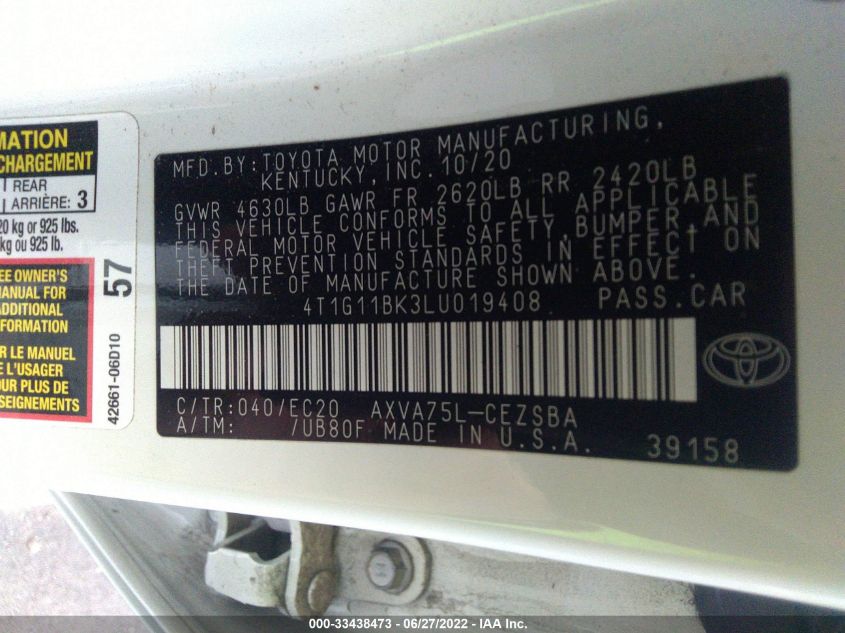 MATION
CHARGEMENT
REAR
ARRIÈRE: 3
20 kg or 925 lbs.
kg ou 925 lb.
EE OWNER'S
MANUAL FOR
ADDITIONAL
NFORMATION
R LE MANUEL
E L'USAGER
OUR PLUS DE
SEIGNEMENTS
57
42661-06D10
MFD.BY:TOYOTA MOTOR MANUFACTURING,
KENTUCKY,INC.10/20
GVWR 4630LB GAWR FR 2620LB RR 2420LB
THIS VEHICLE CONFORMS TO ALL APPLICABLE
FEDERAL MOTOR VEHICLE SAFETY,BUMPER,AND
THEFT PREVENTION STANDARDS IN EFFECT ON
THE DATE OF MANUFACTURE SHOWN ABOVE.
4T1G11BK3LU019408 PASS.CAR
C/TR:040/EC20 AXVA75L-CEZSBA
A/TM: /UB80F MADE IN U.S.A.
39158
000-33438473 - 06/27/2022 - IAA Inc.